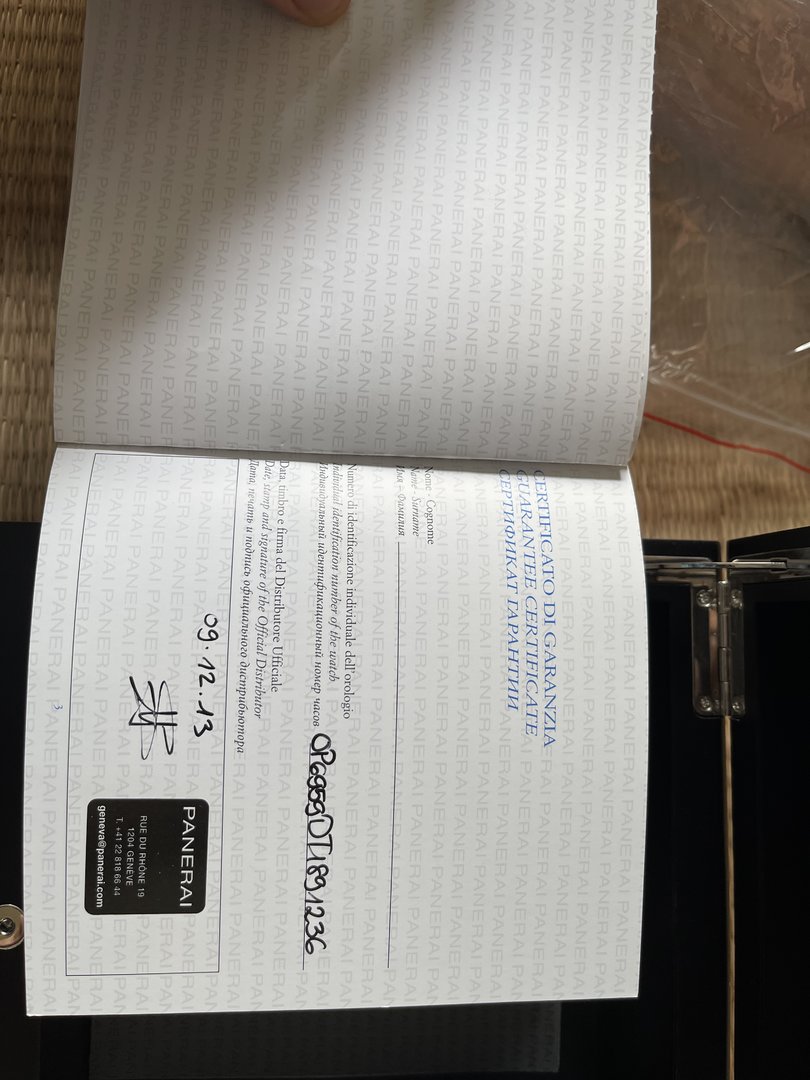 CERTIFICATO DI GARANZIA
GUARANTEE CERTIFICATE
СЕРТИФИКАТ ГАРАНТИИ
Nome - Cognome
Name - Surname
Имя - Фамилия
Numero di identificazione individuale dell'orologio
Individual identification number of the watch
Индивидуальный идентификационный номер часов OP6959DT1891236
Data, timbro e firma del Distributore Ufficiale
Date, stamp and signature of the Official Distributor
Дата, печать и подпись официального дистрибьютора
09.12.13
PANERAI
RUE DU RHÔNE 19
1204 GENÈVE
T. +41 22 818 66 44
geneva@panerai.com
3